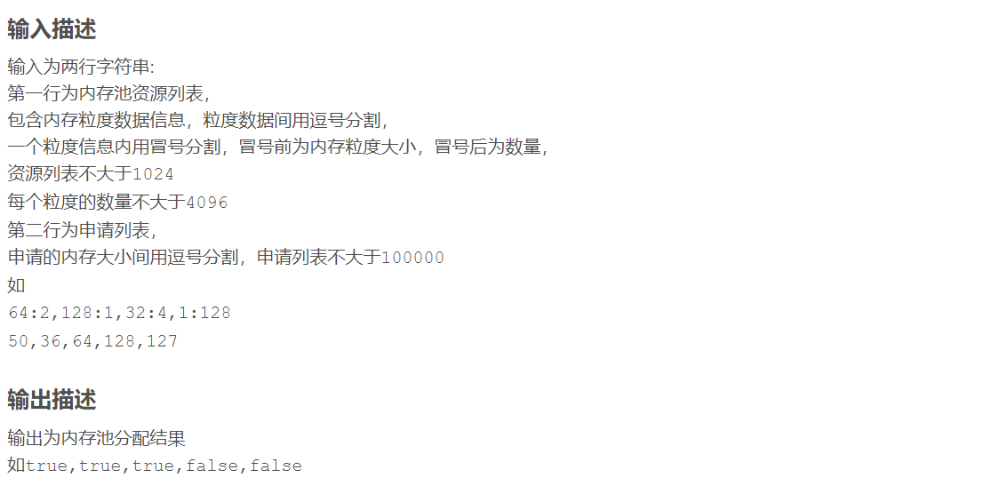 输入描述
输入为两行字符串:
第一行为内存池资源列表，
包含内存粒度数据信息，粒度数据间用逗号分割，
一个粒度信息内用冒号分割，冒号前为内存粒度大小，冒号后为数量，
资源列表不大于1024
每个粒度的数量不大于4096
第二行为申请列表，
申请的内存大小间用逗号分割，申请列表不大于100000
如
64:2,128:1,32:4,1:128
50,36,64,128,127
输出描述
输出为内存池分配结果
如true,true,true,false,false